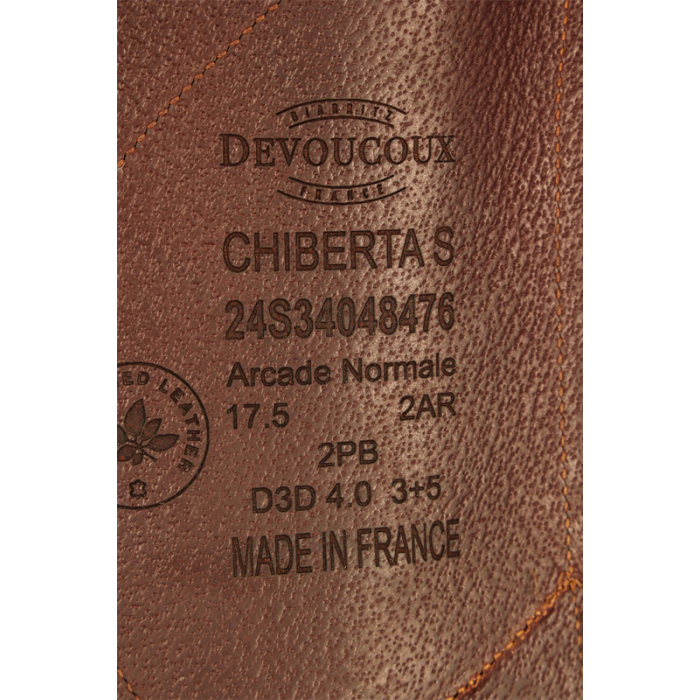 BIARRITZ
DEVOUCOUX
FRANCE
CHIBERTA S
24S34048476
Arcade Normale
17.5 2AR
2PB
D3D 4.0 3+5
MADE IN FRANCE
LEATHER